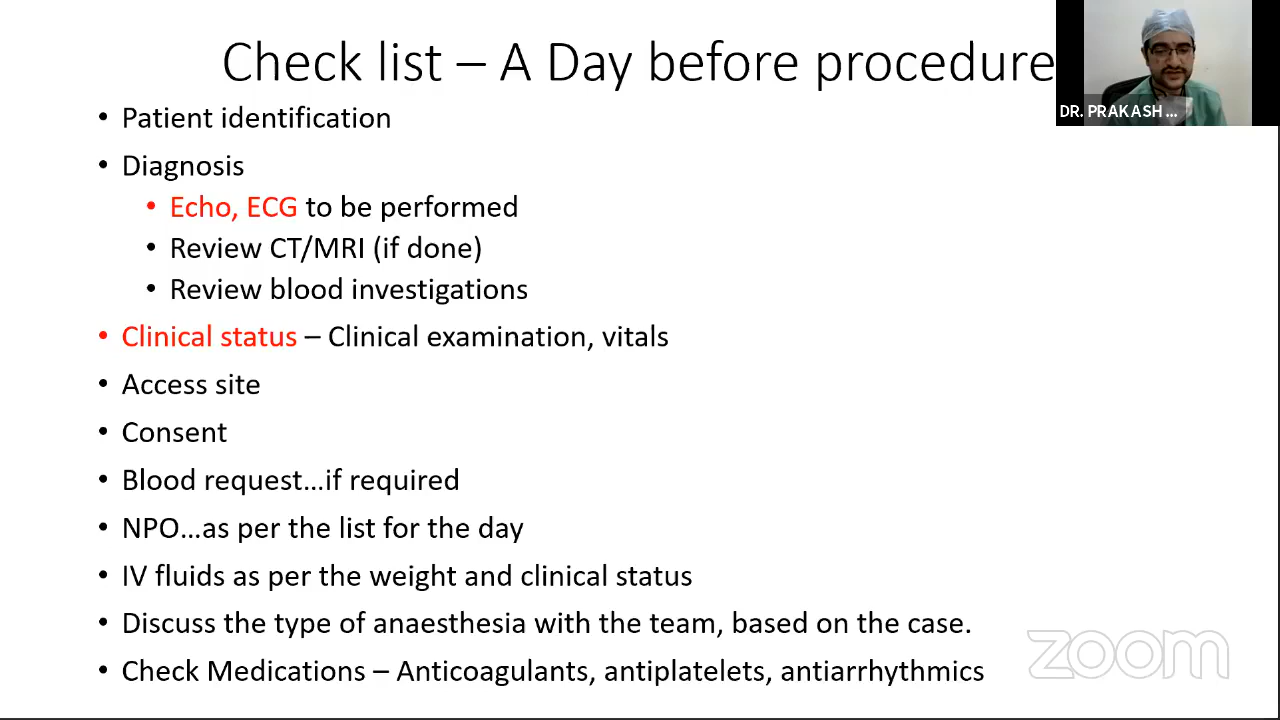 Check list – A Day before procedure
DR. PRAKASH ...
• Patient identification
• Diagnosis
• Echo, ECG to be performed
• Review CT/MRI (if done)
• Review blood investigations
• Clinical status – Clinical examination, vitals
• Access site
• Consent
• Blood request...if required
• NPO...as per the list for the day
• IV fluids as per the weight and clinical status
• Discuss the type of anaesthesia with the team, based on the case.
• Check Medications – Anticoagulants, antiplatelets, antiarrhythmics
zoom